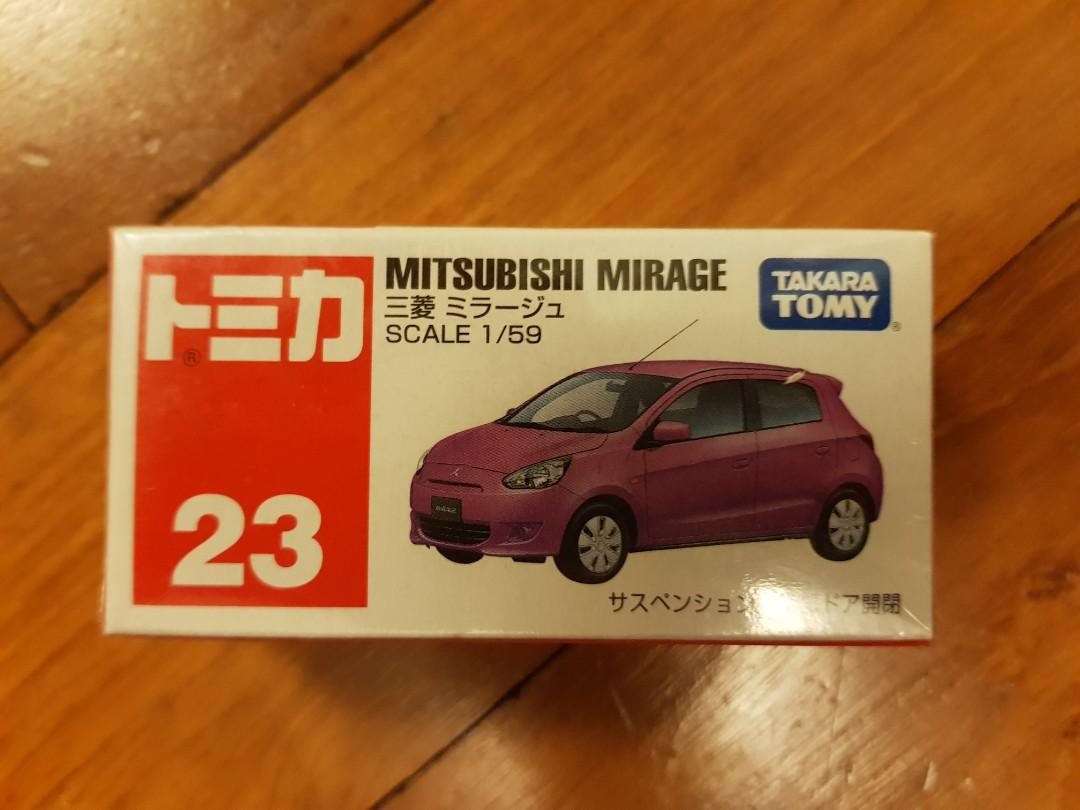 トミカ
®
23
MITSUBISHI MIRAGE
三菱 ミラージュ
SCALE 1/59
TAKARA
TOMY
®
サスペンション ドア開閉